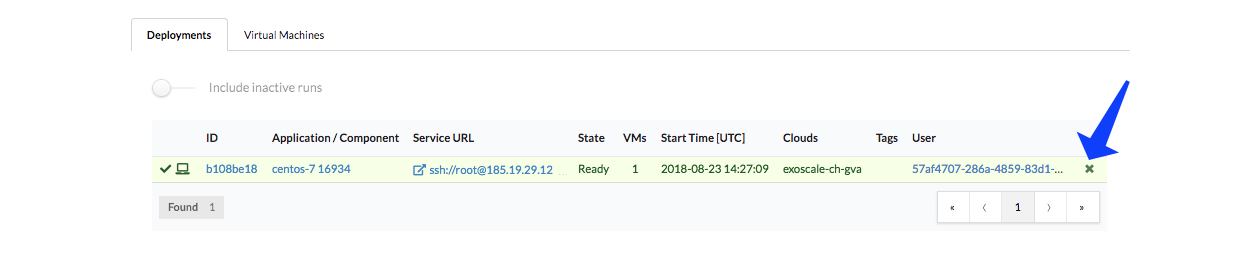 Deployments Virtual Machines
Include inactive runs
ID Application / Component Service URL State VMs Start Time [UTC] Clouds Tags User
b108be18 centos-7 16934 ssh://root@185.19.29.12 ... Ready 1 2018-08-23 14:27:09 exoscale-ch-gva 57af4707-286a-4859-83d1-...
Found 1 « ‹ 1 › »